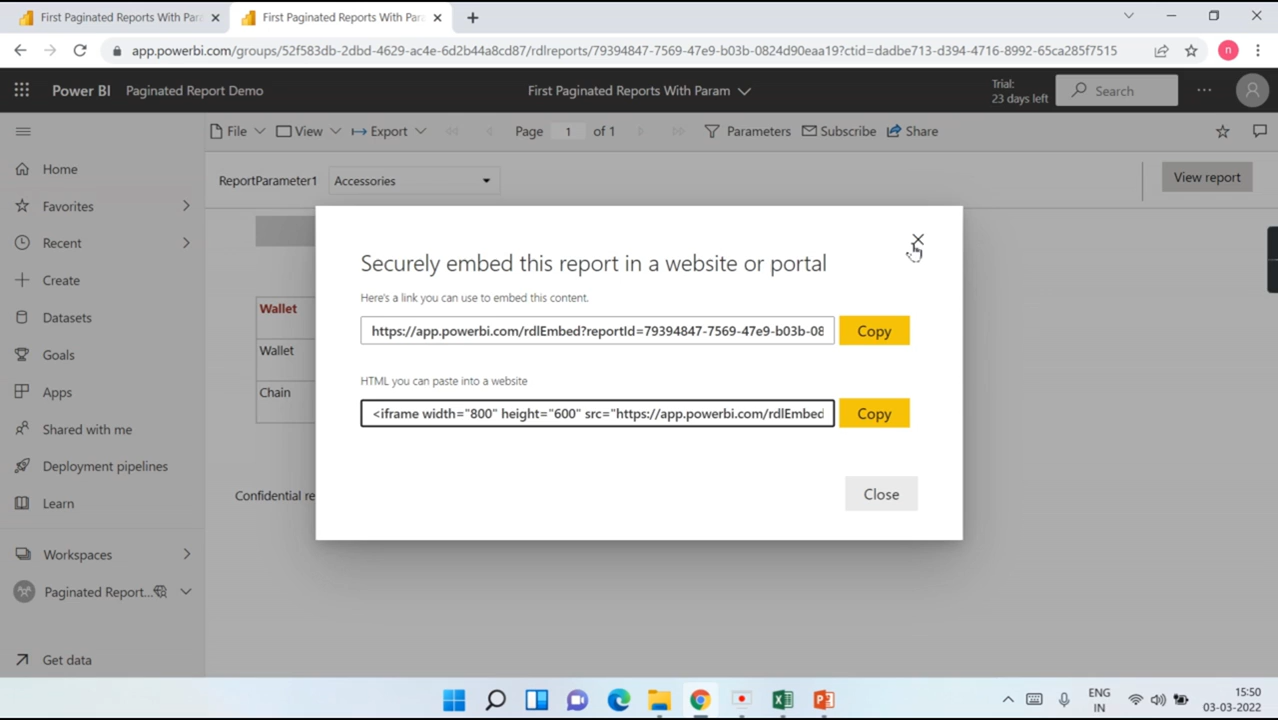 First Paginated Reports With Par
First Paginated Reports With Par
app.powerbi.com/groups/52f583db-2dbd-4629-ac4e-6d2b44a8cd87/rdlreports/79394847-7569-47e9-b03b-0824d90eaa19?ctid=dadbe713-d394-4716-8992-65ca285f7515
n
Power BI Paginated Report Demo
First Paginated Reports With Param
Trial:
23 days left
Search
File View Export Page 1 of 1 Parameters Subscribe Share
ReportParameter1 Accessories View report
Home
Favorites
Recent
Create
Datasets
Goals
Apps
Shared with me
Deployment pipelines
Learn
Workspaces
Paginated Report...
Get data
Wallet
Wallet
Chain
Confidential re
Securely embed this report in a website or portal
Here's a link you can use to embed this content.
https://app.powerbi.com/rdlEmbed?reportId=79394847-7569-47e9-b03b-08 Copy
HTML you can paste into a website
<iframe width="800" height="600" src="https://app.powerbi.com/rdlEmbed Copy
Close
ENG
IN
15:50
03-03-2022